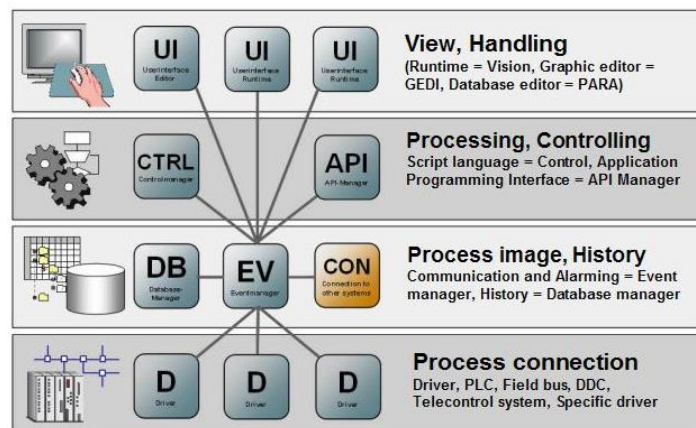 UI
Userinterface
Editor
UI
Userinterface
Runtime
UI
Userinterface
Runtime
View, Handling
(Runtime = Vision, Graphic editor =
GEDI, Database editor = PARA)
CTRL
Controlmanager
API
API-Manager
Processing, Controlling
Script language = Control, Application
Programming Interface = API Manager
DB
Database-
Manager
EV
Eventmanager
CON
Connection to
other systems
Process image, History
Communication and Alarming = Event
manager, History = Database manager
D
Driver
D
Driver
D
Driver
Process connection
Driver, PLC, Field bus, DDC,
Telecontrol system, Specific driver